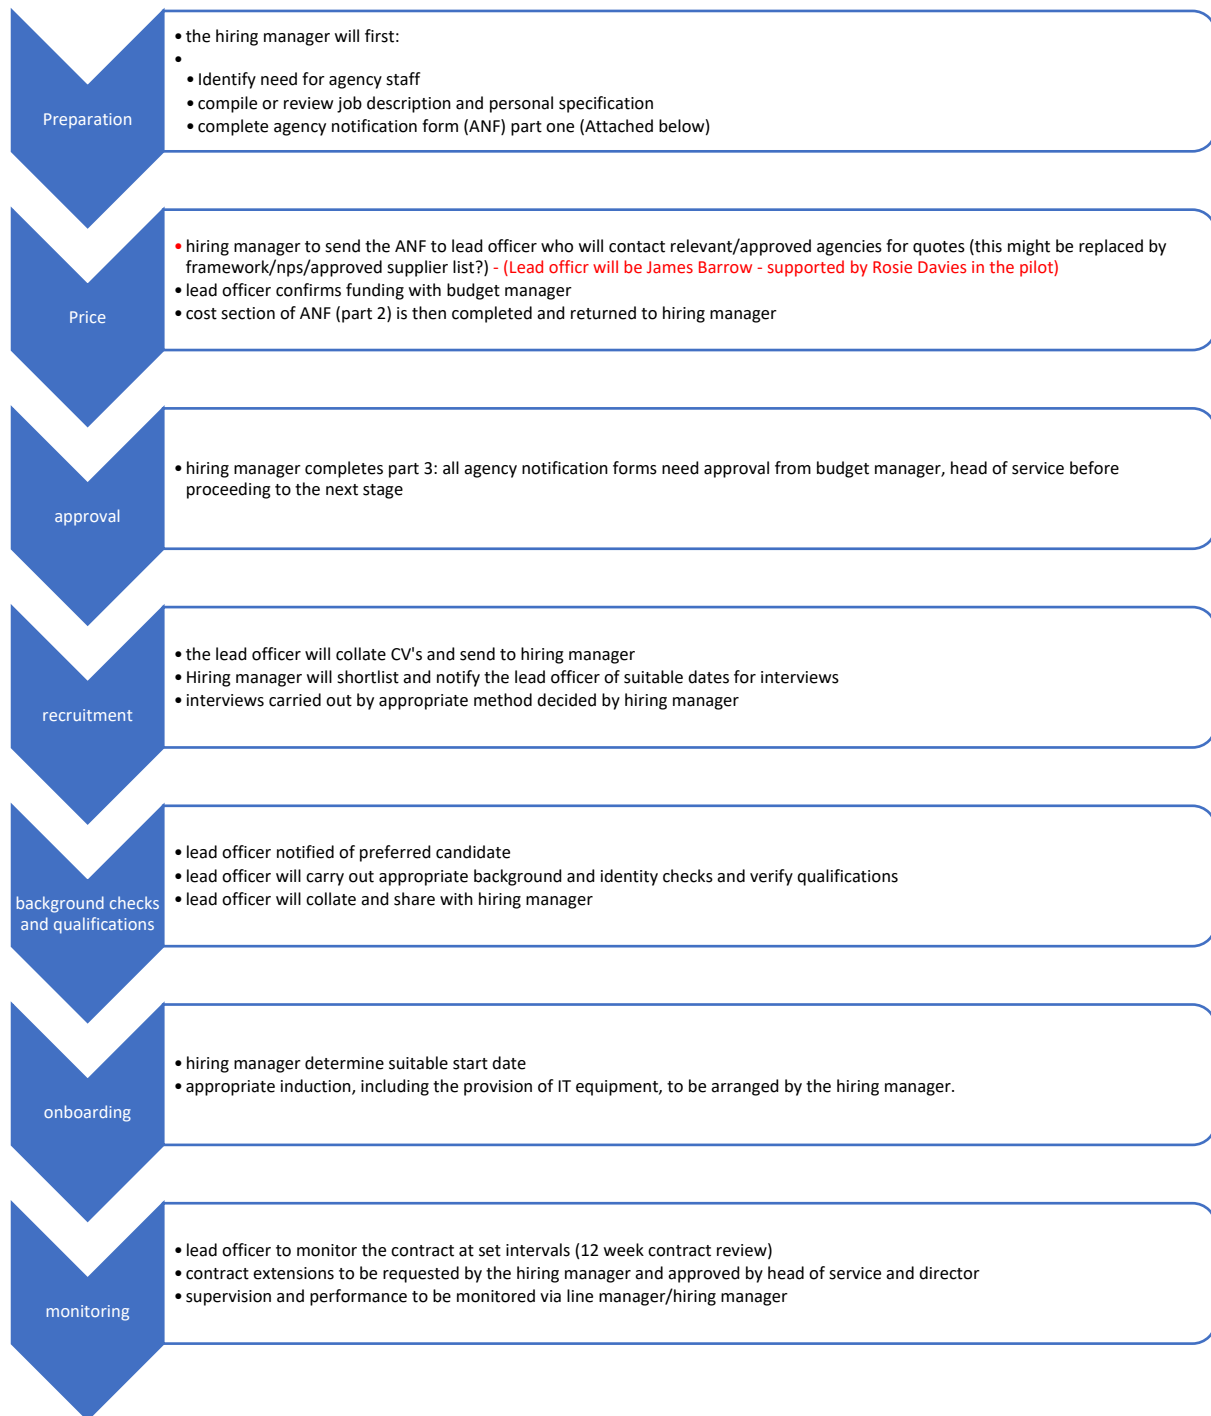 Preparation
• the hiring manager will first:
•
• Identify need for agency staff
• compile or review job description and personal specification
• complete agency notification form (ANF) part one (Attached below)
Price
• hiring manager to send the ANF to lead officer who will contact relevant/approved agencies for quotes (this might be replaced by
framework/nps/approved supplier list?) - (Lead officr will be James Barrow - supported by Rosie Davies in the pilot)
• lead officer confirms funding with budget manager
• cost section of ANF (part 2) is then completed and returned to hiring manager
approval
• hiring manager completes part 3: all agency notification forms need approval from budget manager, head of service before
proceeding to the next stage
recruitment
• the lead officer will collate CV's and send to hiring manager
• Hiring manager will shortlist and notify the lead officer of suitable dates for interviews
• interviews carried out by appropriate method decided by hiring manager
background checks
and qualifications
• lead officer notified of preferred candidate
• lead officer will carry out appropriate background and identity checks and verify qualifications
• lead officer will collate and share with hiring manager
onboarding
• hiring manager determine suitable start date
• appropriate induction, including the provision of IT equipment, to be arranged by the hiring manager.
monitoring
• lead officer to monitor the contract at set intervals (12 week contract review)
• contract extensions to be requested by the hiring manager and approved by head of service and director
• supervision and performance to be monitored via line manager/hiring manager